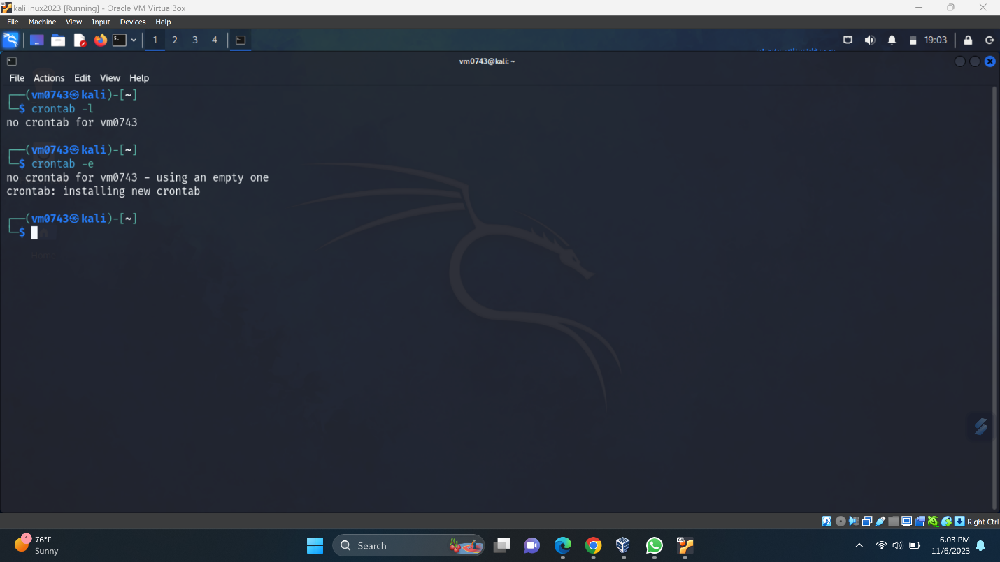 kalilinux2023 [Running] - Oracle VM VirtualBox
File Machine View Input Devices Help
1 2 3 4 19:03
vm0743@kali: ~
File Actions Edit View Help
┌──(vm0743㉿kali)-[~]
└─$ crontab -l
no crontab for vm0743
┌──(vm0743㉿kali)-[~]
└─$ crontab -e
no crontab for vm0743 - using an empty one
crontab: installing new crontab
┌──(vm0743㉿kali)-[~]
└─$
Home
Right Ctrl
1
76°F
Sunny
Search
6:03 PM
11/6/2023